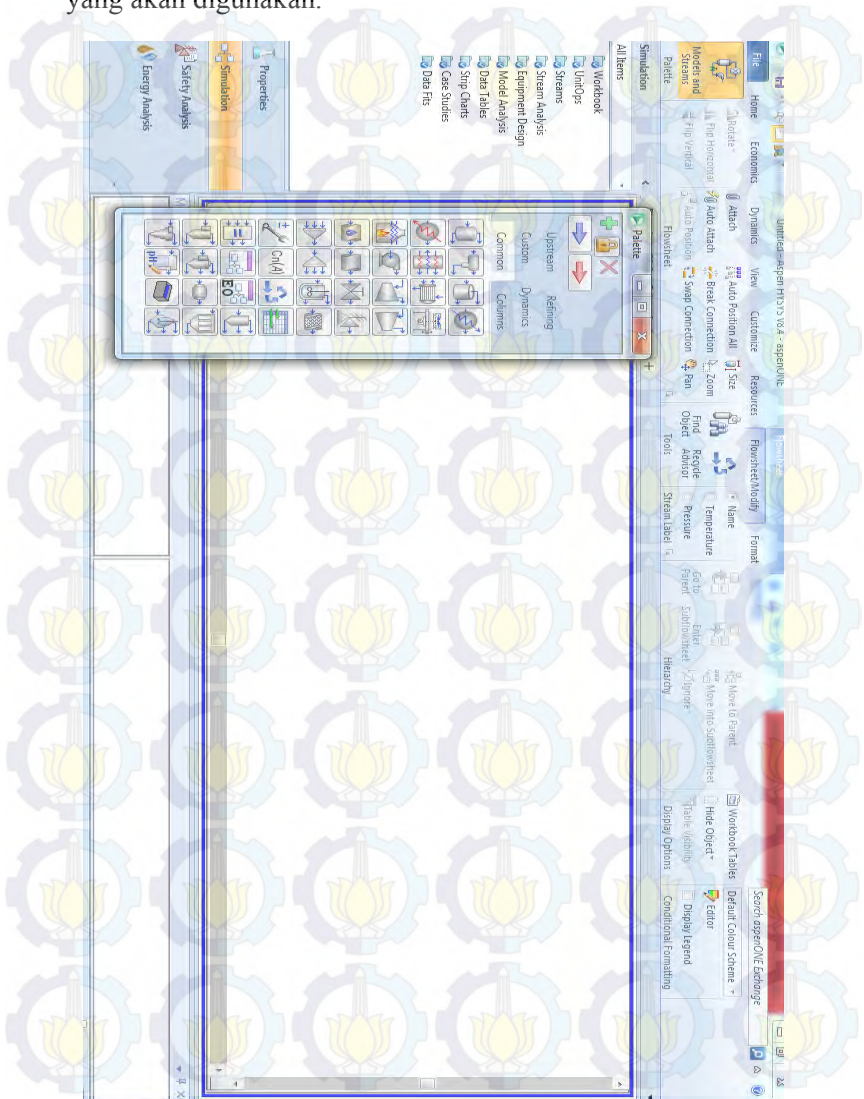 yang akan digunakan.
Untitled - Aspen HYSYS V8.4 - aspenONE
File Home Economics Dynamics View Customize Resources Flowsheet/Modify Format Search aspenONE Exchange
Models and Streams
Rotate
Flip Horizontal
Flip Vertical
Attach
Auto Attach
Auto Position
Auto Position All
Break Connection
Swap Connection
Size
Zoom
Pan
Find Object
Recycle Advisor
Name
Temperature
Pressure
Go to Parent
Enter Subflowsheet
Move to Parent
Move into Subflowsheet
Ignore
Workbook Tables
Hide Object
Table Visibility
Default Colour Scheme
Editor
Display Legend
Palette Flowsheet Tools Stream Label Hierarchy Display Options Conditional Formatting
Simulation
All Items
Workbook
UnitOps
Streams
Stream Analysis
Equipment Design
Model Analysis
Data Tables
Strip Charts
Case Studies
Data Fits
Properties
Simulation
Safety Analysis
Energy Analysis
Palette
Upstream Refining
Custom Dynamics
Common Columns
Cn(A)
EO
pH